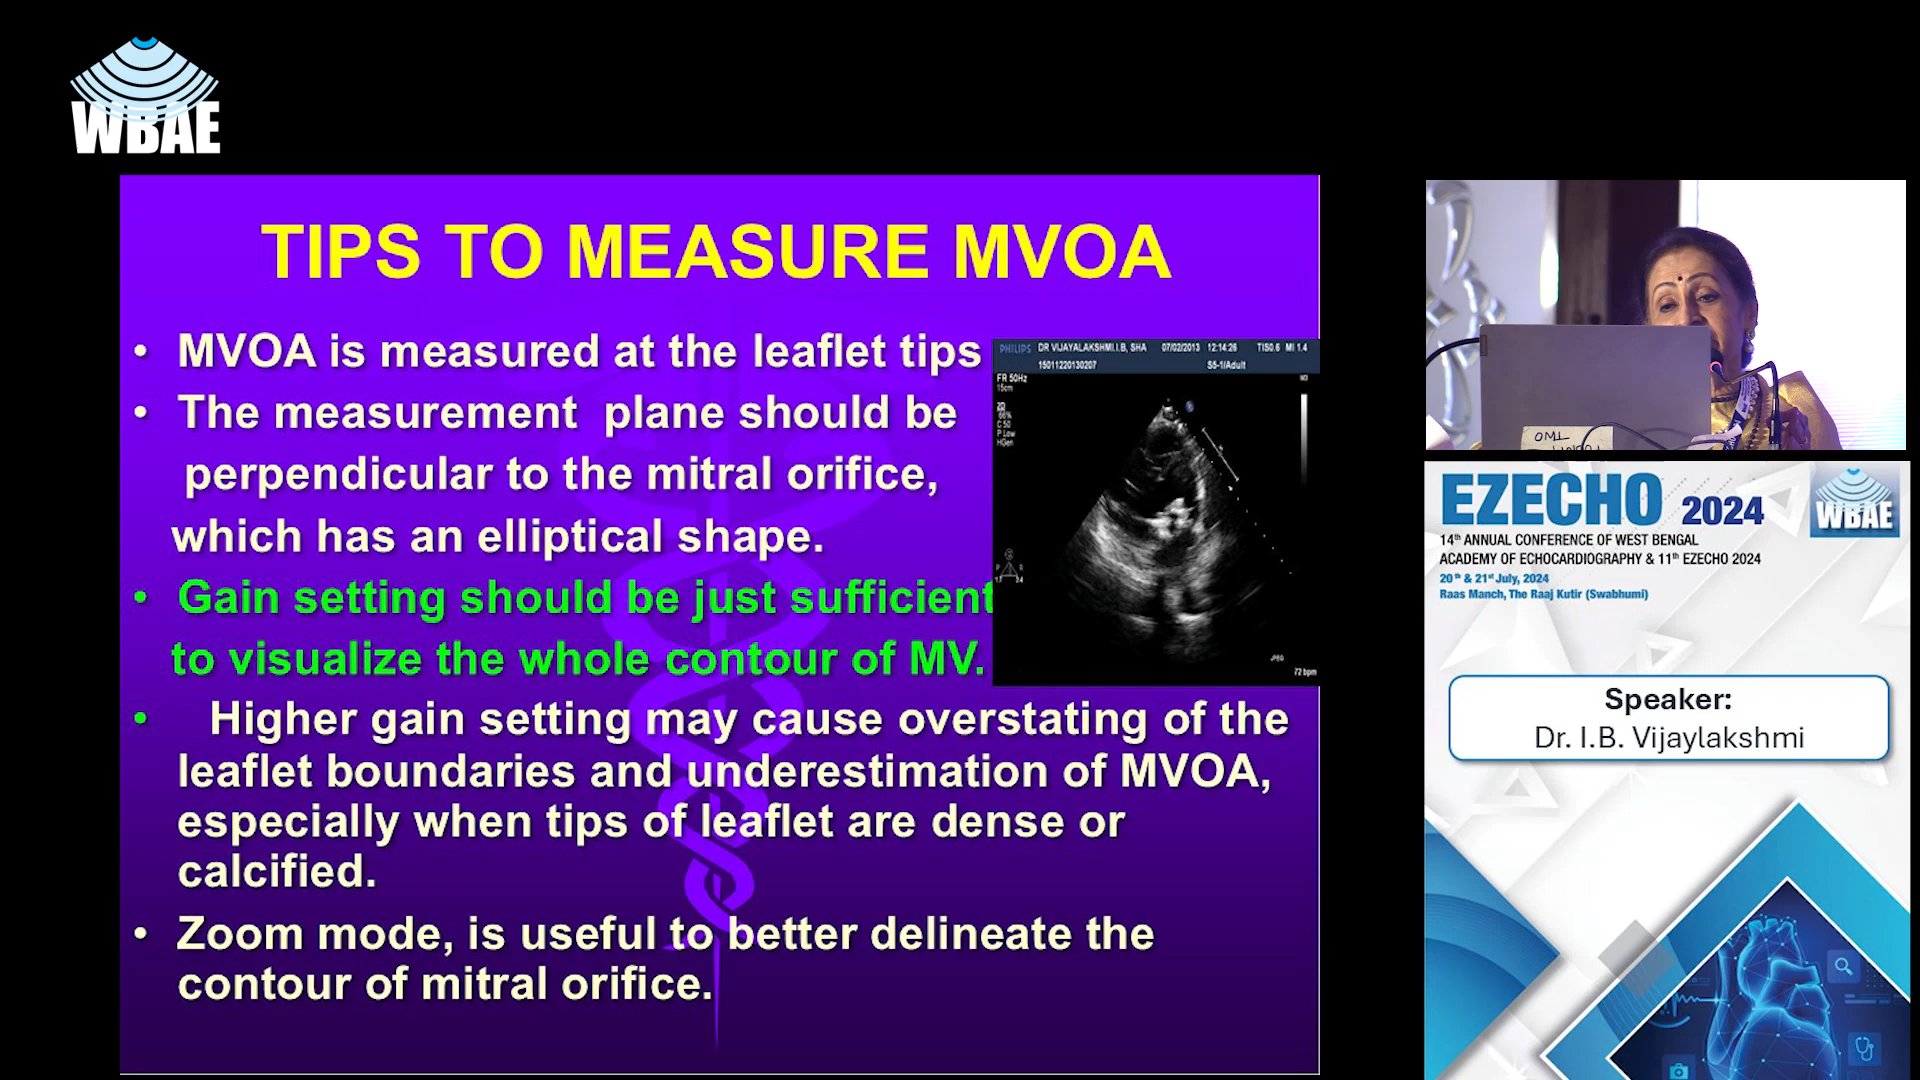 WBAE
TIPS TO MEASURE MVOA
• MVOA is measured at the leaflet tips
• The measurement plane should be
perpendicular to the mitral orifice,
which has an elliptical shape.
• Gain setting should be just sufficient
to visualize the whole contour of MV.
• Higher gain setting may cause overstating of the
leaflet boundaries and underestimation of MVOA,
especially when tips of leaflet are dense or
calcified.
• Zoom mode, is useful to better delineate the
contour of mitral orifice.
PHILIPS DR VIJAYALAKSHMI.I.B, SHA 07/02/2013 12:14:26 TIS0.6 MI 1.4
15011220130207 S5-1/Adult
FR 50Hz
15cm
2D
C 50
P Low
HGen
JPEG
72 bpm
EZECHO 2024
WBAE
14th ANNUAL CONFERENCE OF WEST BENGAL
ACADEMY OF ECHOCARDIOGRAPHY & 11th EZECHO 2024
20th & 21st July, 2024
Raas Manch, The Raaj Kutir (Swabhumi)
Speaker:
Dr. I.B. Vijaylakshmi